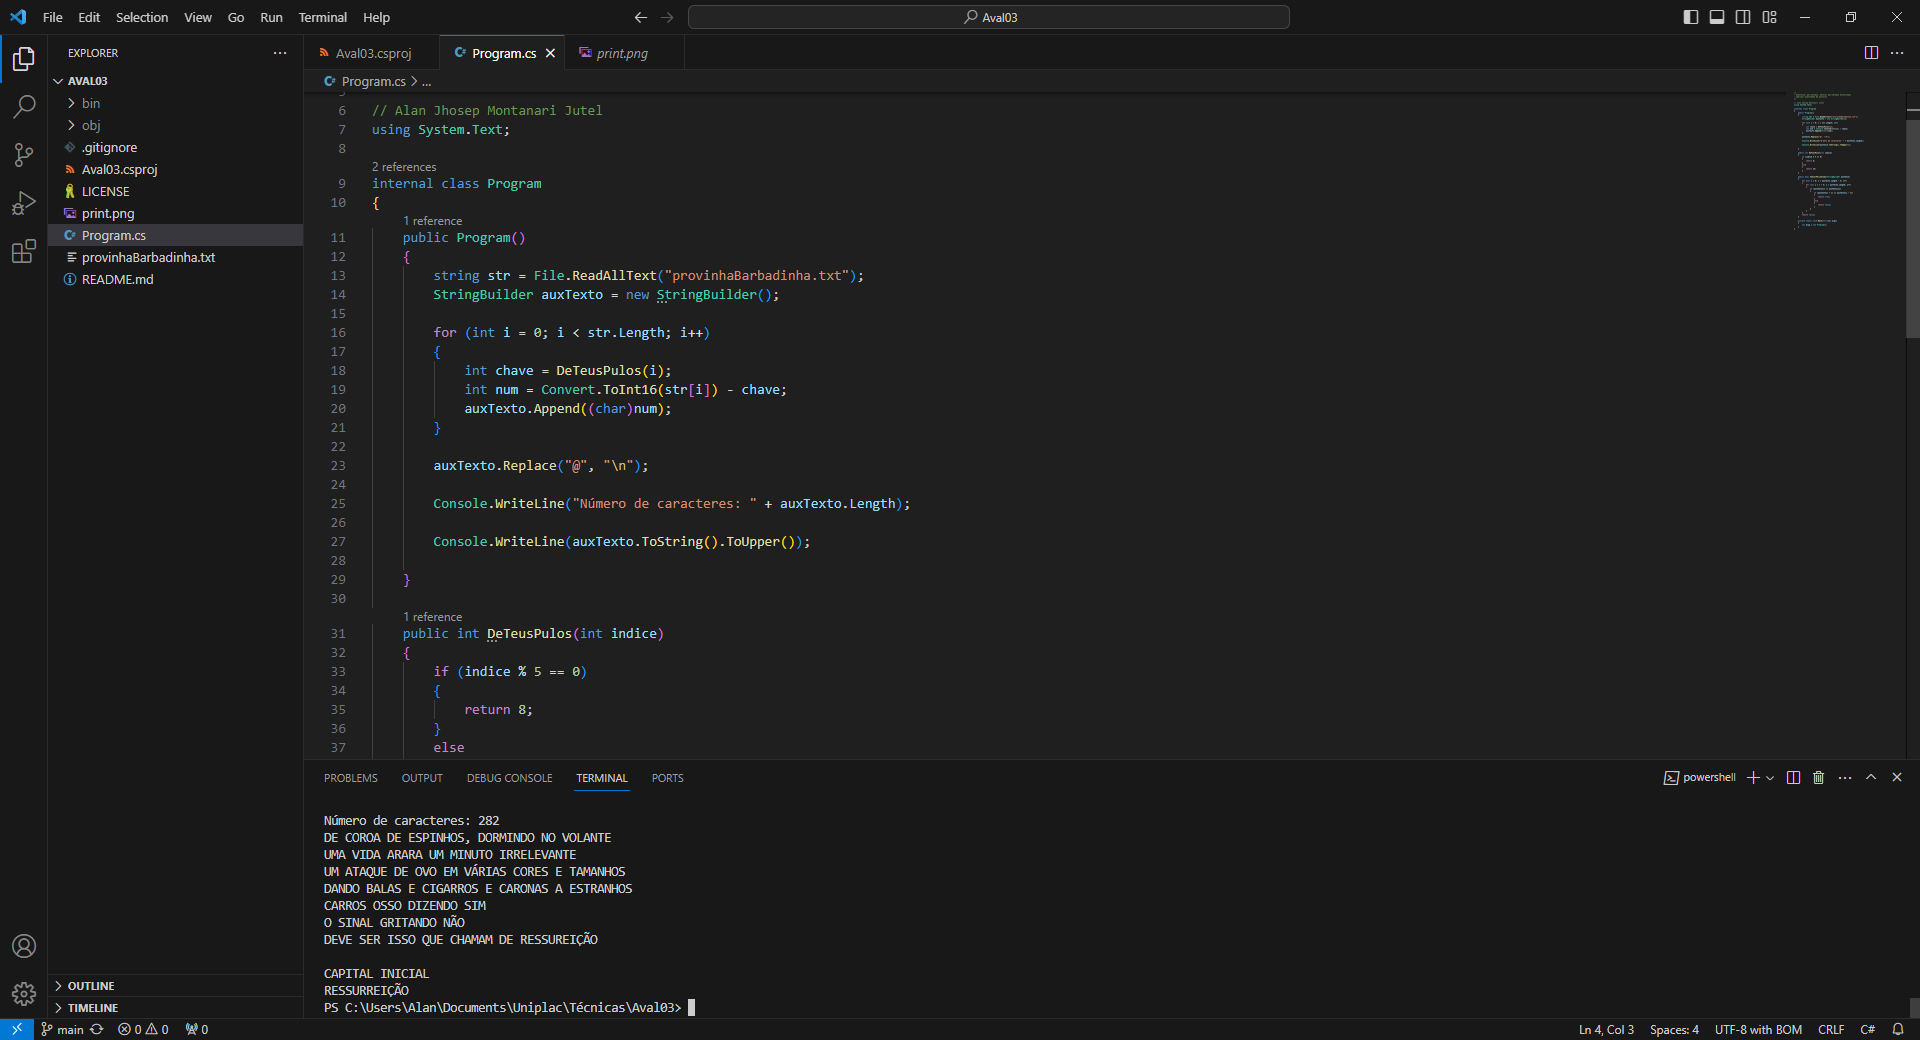 File Edit Selection View Go Run Terminal Help
Aval03
EXPLORER
AVAL03
bin
obj
.gitignore
Aval03.csproj
LICENSE
print.png
Program.cs
provinhaBarbadinha.txt
README.md
OUTLINE
TIMELINE
Aval03.csproj Program.cs print.png
Program.cs > ...
6 // Alan Jhosep Montanari Jutel
7 using System.Text;
8
2 references
9 internal class Program
10 {
1 reference
11 public Program()
12 {
13 string str = File.ReadAllText("provinhaBarbadinha.txt");
14 StringBuilder auxTexto = new StringBuilder();
15
16 for (int i = 0; i < str.Length; i++)
17 {
18 int chave = DeTeusPulos(i);
19 int num = Convert.ToInt16(str[i]) - chave;
20 auxTexto.Append((char)num);
21 }
22
23 auxTexto.Replace("@", "\n");
24
25 Console.WriteLine("Número de caracteres: " + auxTexto.Length);
26
27 Console.WriteLine(auxTexto.ToString().ToUpper());
28
29 }
30
1 reference
31 public int DeTeusPulos(int indice)
32 {
33 if (indice % 5 == 0)
34 {
35 return 8;
36 }
37 else
PROBLEMS OUTPUT DEBUG CONSOLE TERMINAL PORTS
powershell
Número de caracteres: 282
DE COROA DE ESPINHOS, DORMINDO NO VOLANTE
UMA VIDA ARARA UM MINUTO IRRELEVANTE
UM ATAQUE DE OVO EM VÁRIAS CORES E TAMANHOS
DANDO BALAS E CIGARROS E CARONAS A ESTRANHOS
CARROS OSSO DIZENDO SIM
O SINAL GRITANDO NÃO
DEVE SER ISSO QUE CHAMAM DE RESSUREIÇÃO
CAPITAL INICIAL
RESSURREIÇÃO
PS C:\Users\Alan\Documents\Uniplac\Técnicas\Aval03>
main 0 0 0
Ln 4, Col 3 Spaces: 4 UTF-8 with BOM CRLF C#